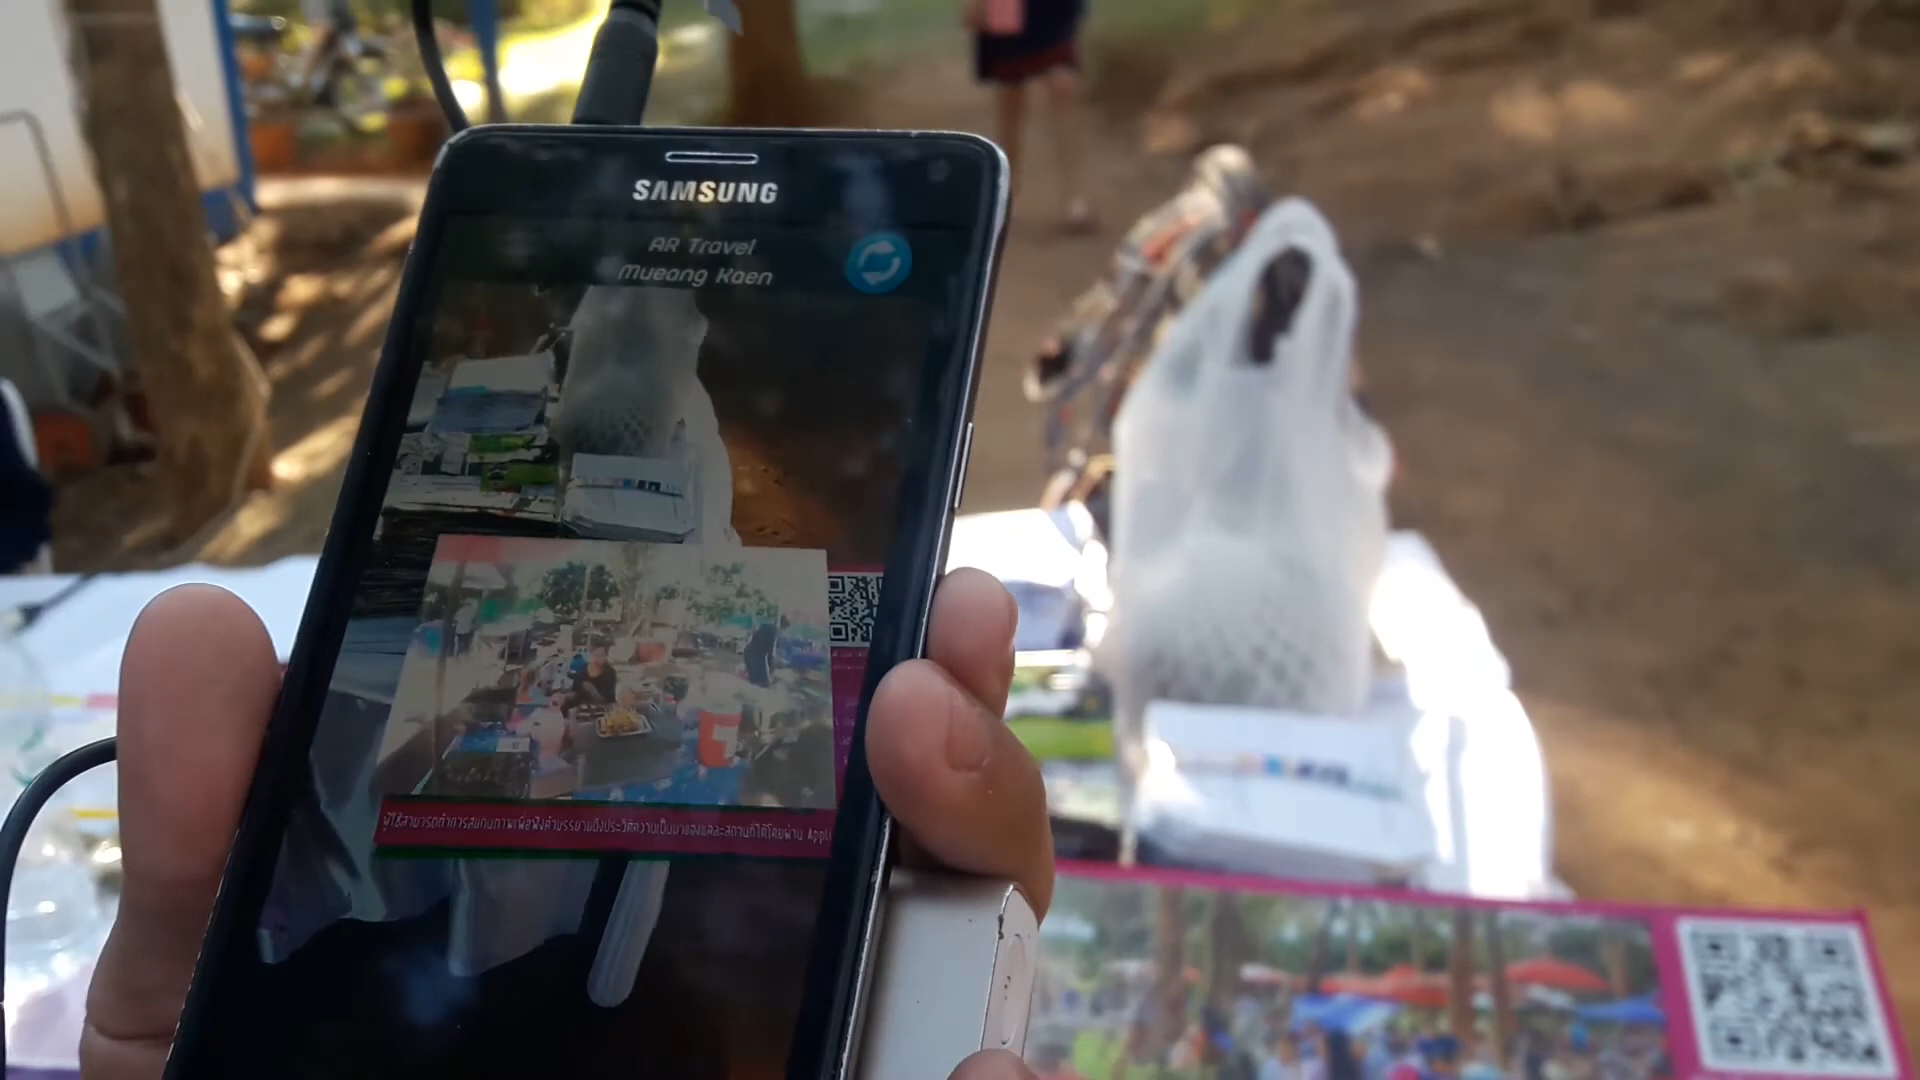 SAMSUNG
AR Travel
Mueang Kaen
ผู้ใช้สามารถทำการสแกนภาพเพื่อฟังคำบรรยายถึงประวัติความเป็นมาของแต่ละสถานที่ได้โดยผ่าน Appli